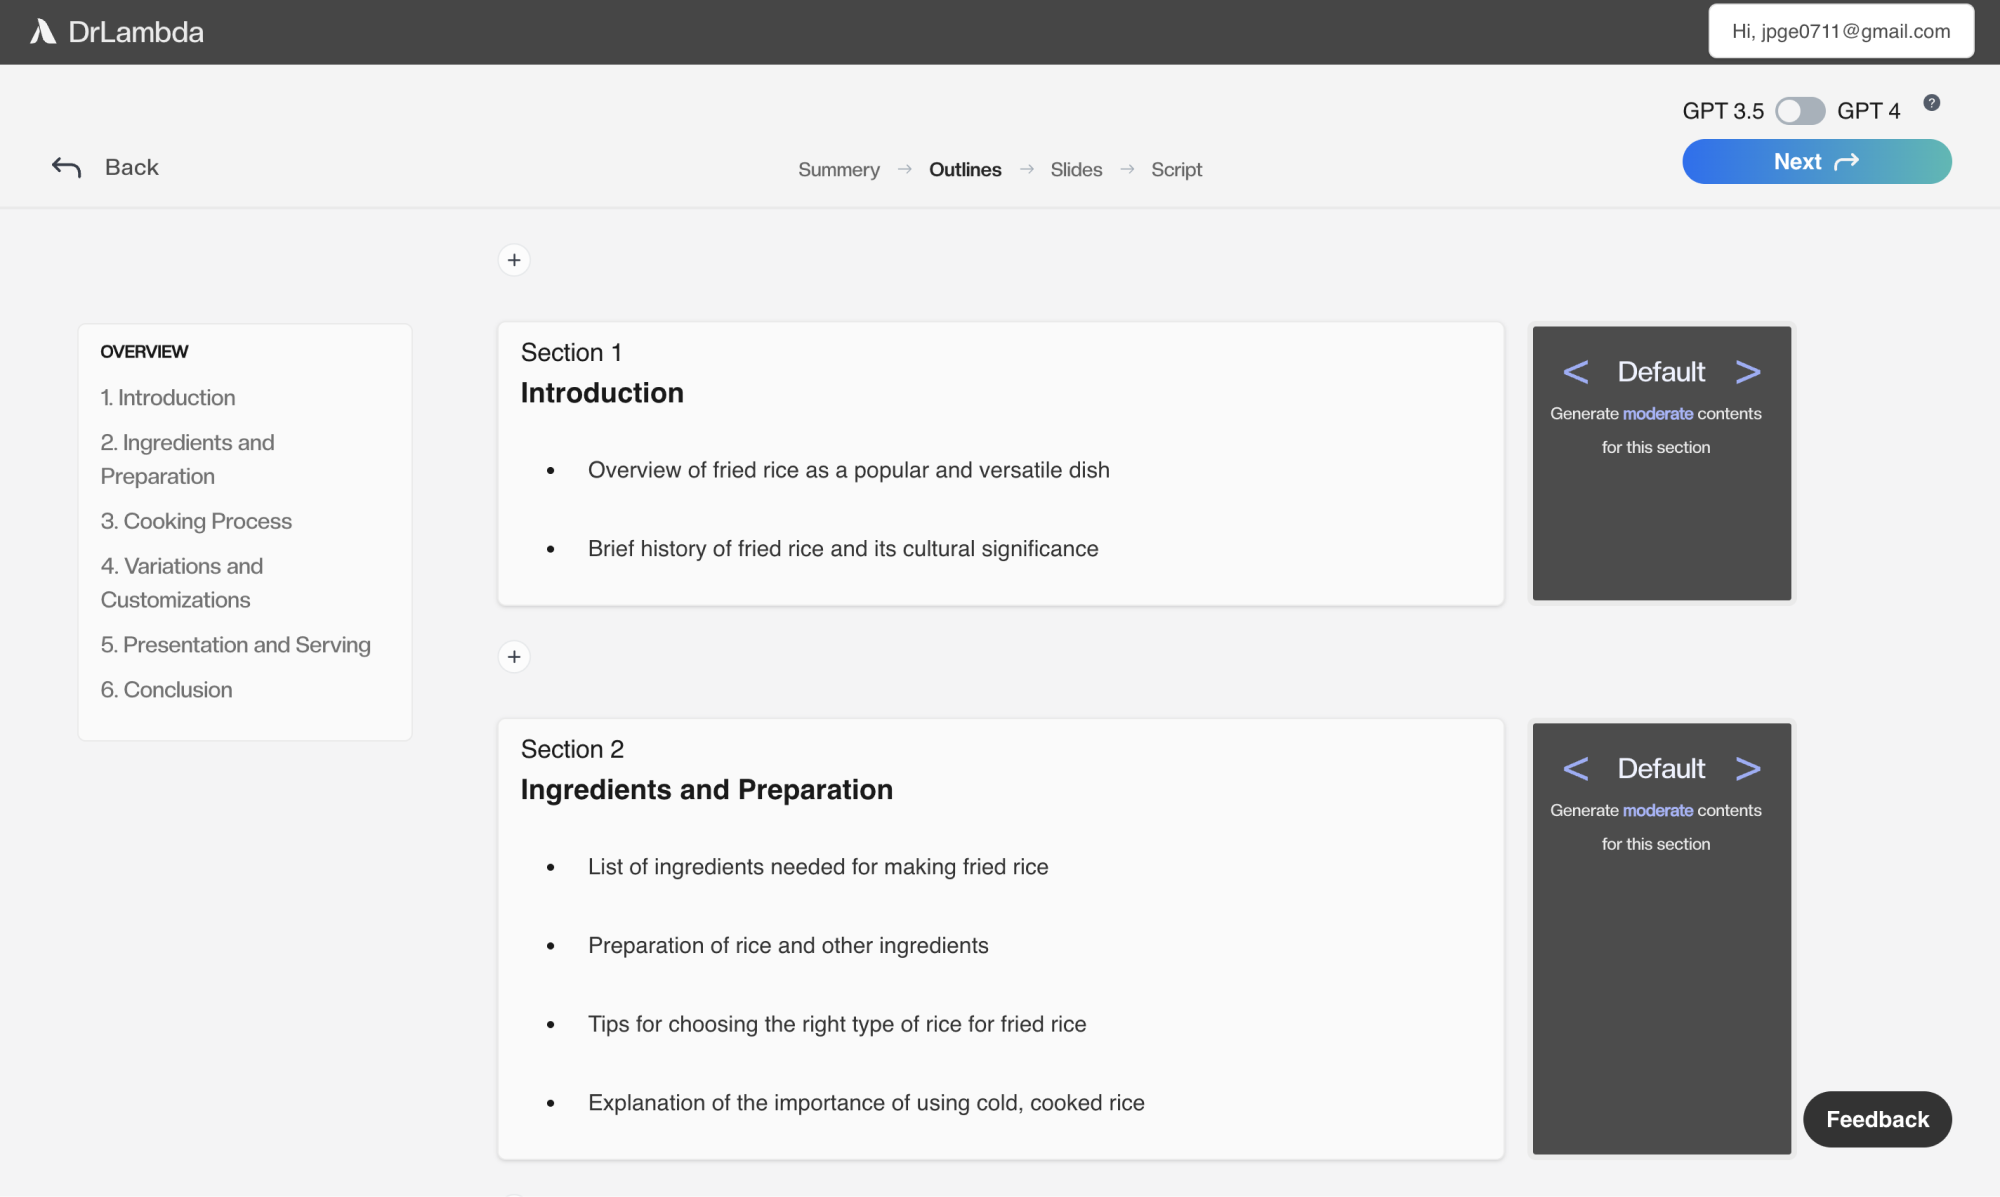 DrLambda
Hi, jpge0711@gmail.com
GPT 3.5
GPT 4
?
Back
Summery → Outlines → Slides → Script
Next
+
OVERVIEW
1. Introduction
2. Ingredients and
Preparation
3. Cooking Process
4. Variations and
Customizations
5. Presentation and Serving
6. Conclusion
Section 1
Introduction
• Overview of fried rice as a popular and versatile dish
• Brief history of fried rice and its cultural significance
< Default >
Generate moderate contents
for this section
+
Section 2
Ingredients and Preparation
• List of ingredients needed for making fried rice
• Preparation of rice and other ingredients
• Tips for choosing the right type of rice for fried rice
• Explanation of the importance of using cold, cooked rice
< Default >
Generate moderate contents
for this section
Feedback